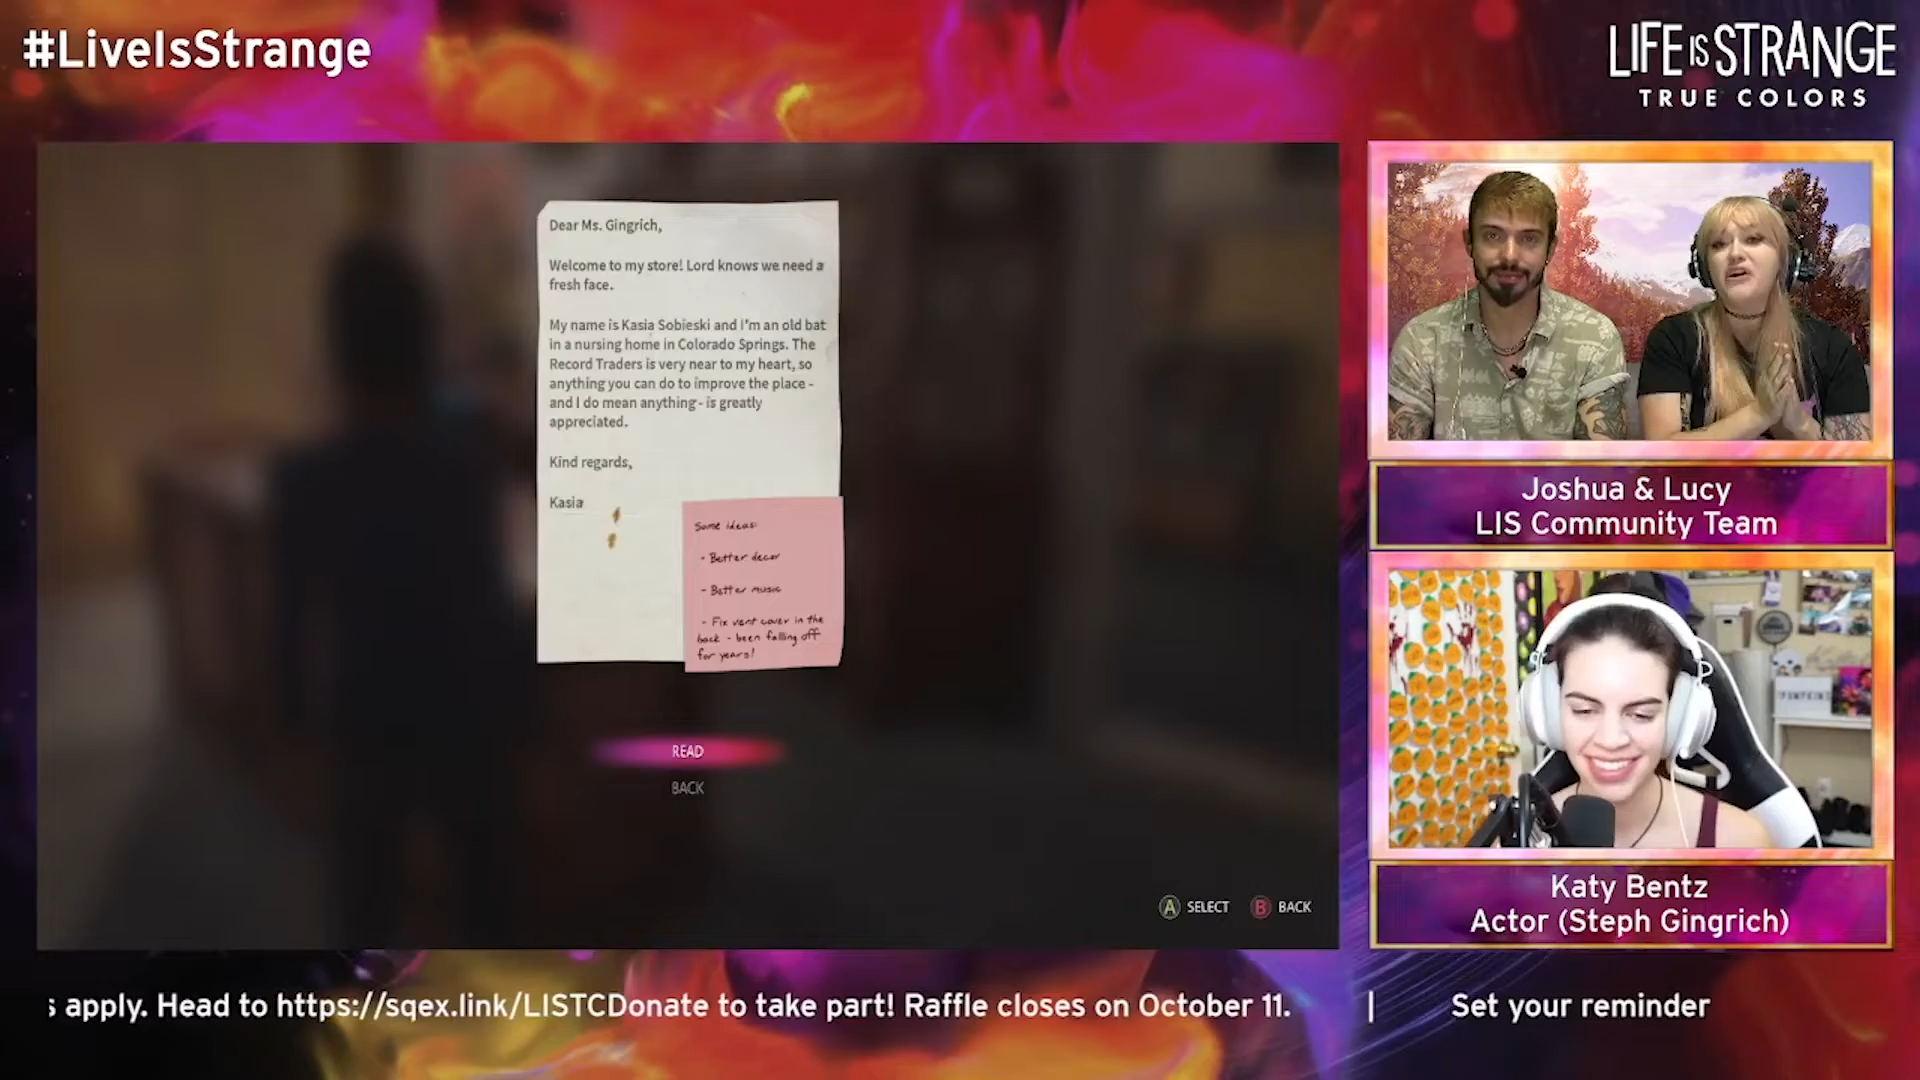 #LiveIsStrange
LIFE IS STRANGE
TRUE COLORS
Dear Ms. Gingrich,
Welcome to my store! Lord knows we need a
fresh face.
My name is Kasia Sobieski and I'm an old bat
in a nursing home in Colorado Springs. The
Record Traders is very near to my heart, so
anything you can do to improve the place -
and I do mean anything - is greatly
appreciated.
Kind regards,
Kasia
Some ideas:
- Better decor
- Better music
- Fix vent cover in the
back - been falling off
for years!
READ
BACK
A SELECT B BACK
Joshua & Lucy
LIS Community Team
Katy Bentz
Actor (Steph Gingrich)
s apply. Head to https://sqex.link/LISTCDonate to take part! Raffle closes on October 11. | Set your reminder